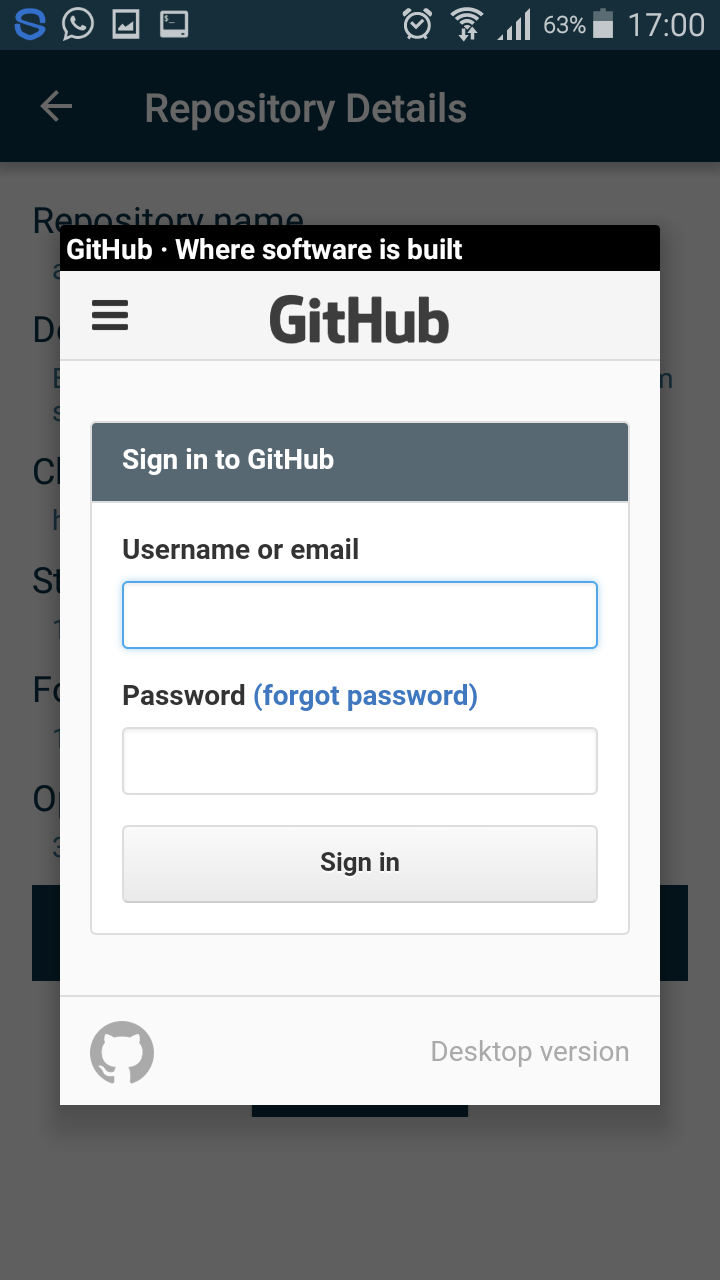 63% 17:00
Repository Details
Repository name
GitHub · Where software is built
GitHub
Sign in to GitHub
Username or email
Password (forgot password)
Sign in
Desktop version